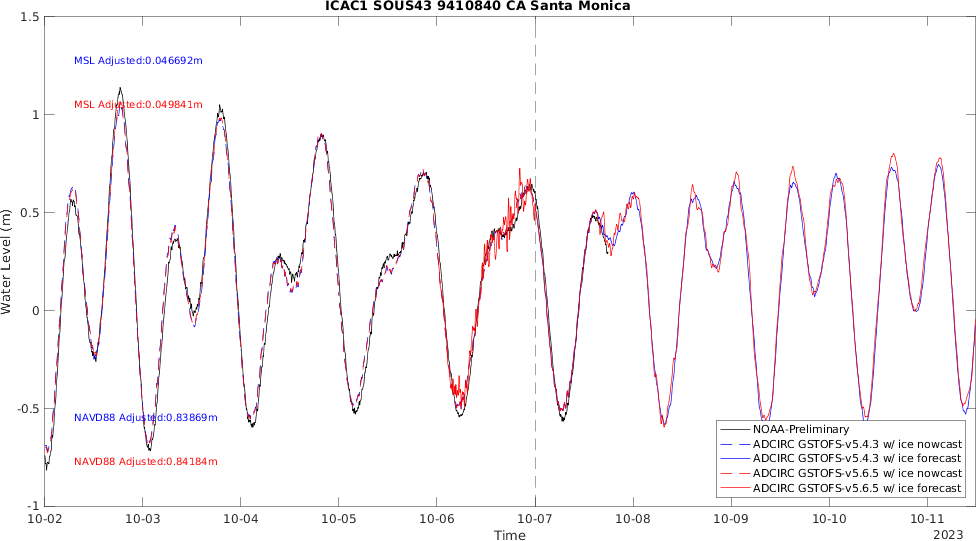 ICAC1 SOUS43 9410840 CA Santa Monica
1.5
MSL Adjusted:0.046692m
MSL Adjusted:0.049841m
1
0.5
0
-0.5
-1
Water Level (m)
NAVD88 Adjusted:0.83869m
NAVD88 Adjusted:0.84184m
NOAA-Preliminary
ADCIRC GSTOFS-v5.4.3 w/ ice nowcast
ADCIRC GSTOFS-v5.4.3 w/ ice forecast
ADCIRC GSTOFS-v5.6.5 w/ ice nowcast
ADCIRC GSTOFS-v5.6.5 w/ ice forecast
10-02 10-03 10-04 10-05 10-06 10-07 10-08 10-09 10-10 10-11
Time
2023